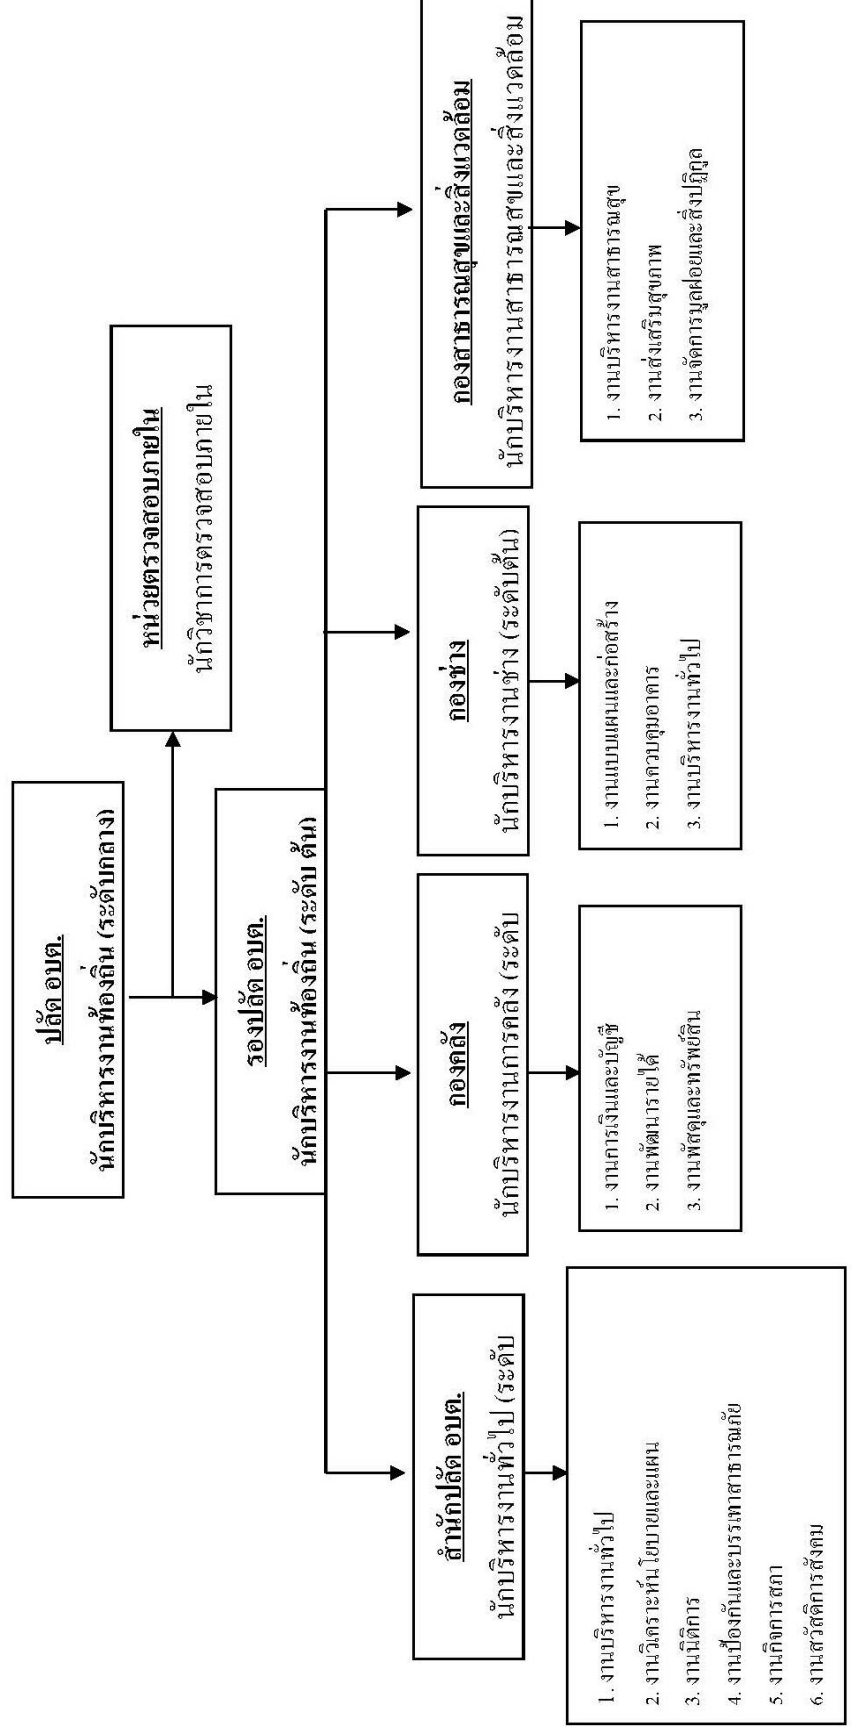 ปลัด อบต.
นักบริหารงานท้องถิ่น (ระดับกลาง)
หน่วยตรวจสอบภายใน
นักวิชาการตรวจสอบภายใน
รองปลัด อบต.
นักบริหารงานท้องถิ่น (ระดับ ต้น)
สำนักปลัด อบต.
นักบริหารงานทั่วไป (ระดับ
กองคลัง
นักบริหารงานการคลัง (ระดับ
กองช่าง
นักบริหารงานช่าง (ระดับต้น)
กองสาธารณสุขและสิ่งแวดล้อม
นักบริหารงานสาธารณสุขและสิ่งแวดล้อม
1. งานบริหารงานทั่วไป
2. งานวิเคราะห์นโยบายและแผน
3. งานนิติการ
4. งานป้องกันและบรรเทาสาธารณภัย
5. งานกิจการสภา
6. งานสวัสดิการสังคม
1. งานการเงินและบัญชี
2. งานพัฒนารายได้
3. งานพัสดุและทรัพย์สิน
1. งานแบบแผนและก่อสร้าง
2. งานควบคุมอาคาร
3. งานบริหารงานทั่วไป
1. งานบริหารงานสาธารณสุข
2. งานส่งเสริมสุขภาพ
3. งานจัดการมูลฝอยและสิ่งปฏิกูล